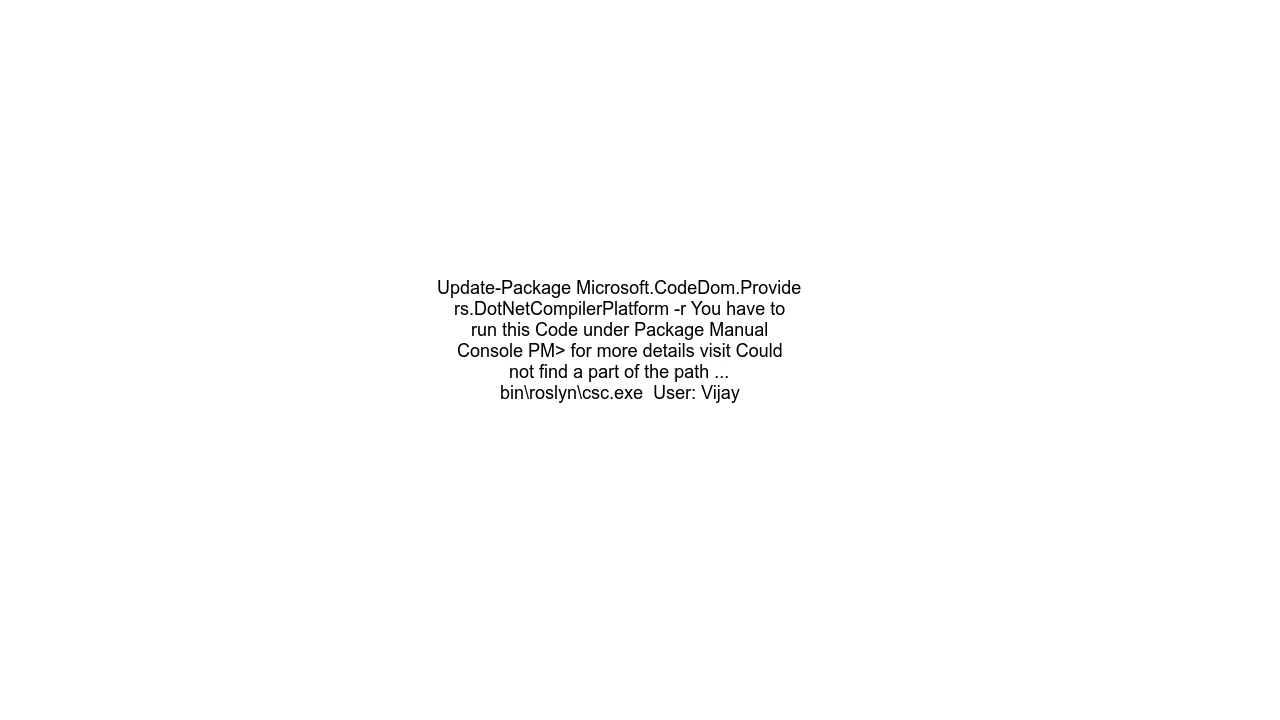 Update-Package Microsoft.CodeDom.Provide
rs.DotNetCompilerPlatform -r You have to
run this Code under Package Manual
Console PM> for more details visit Could
not find a part of the path ...
bin\roslyn\csc.exe  User: Vijay